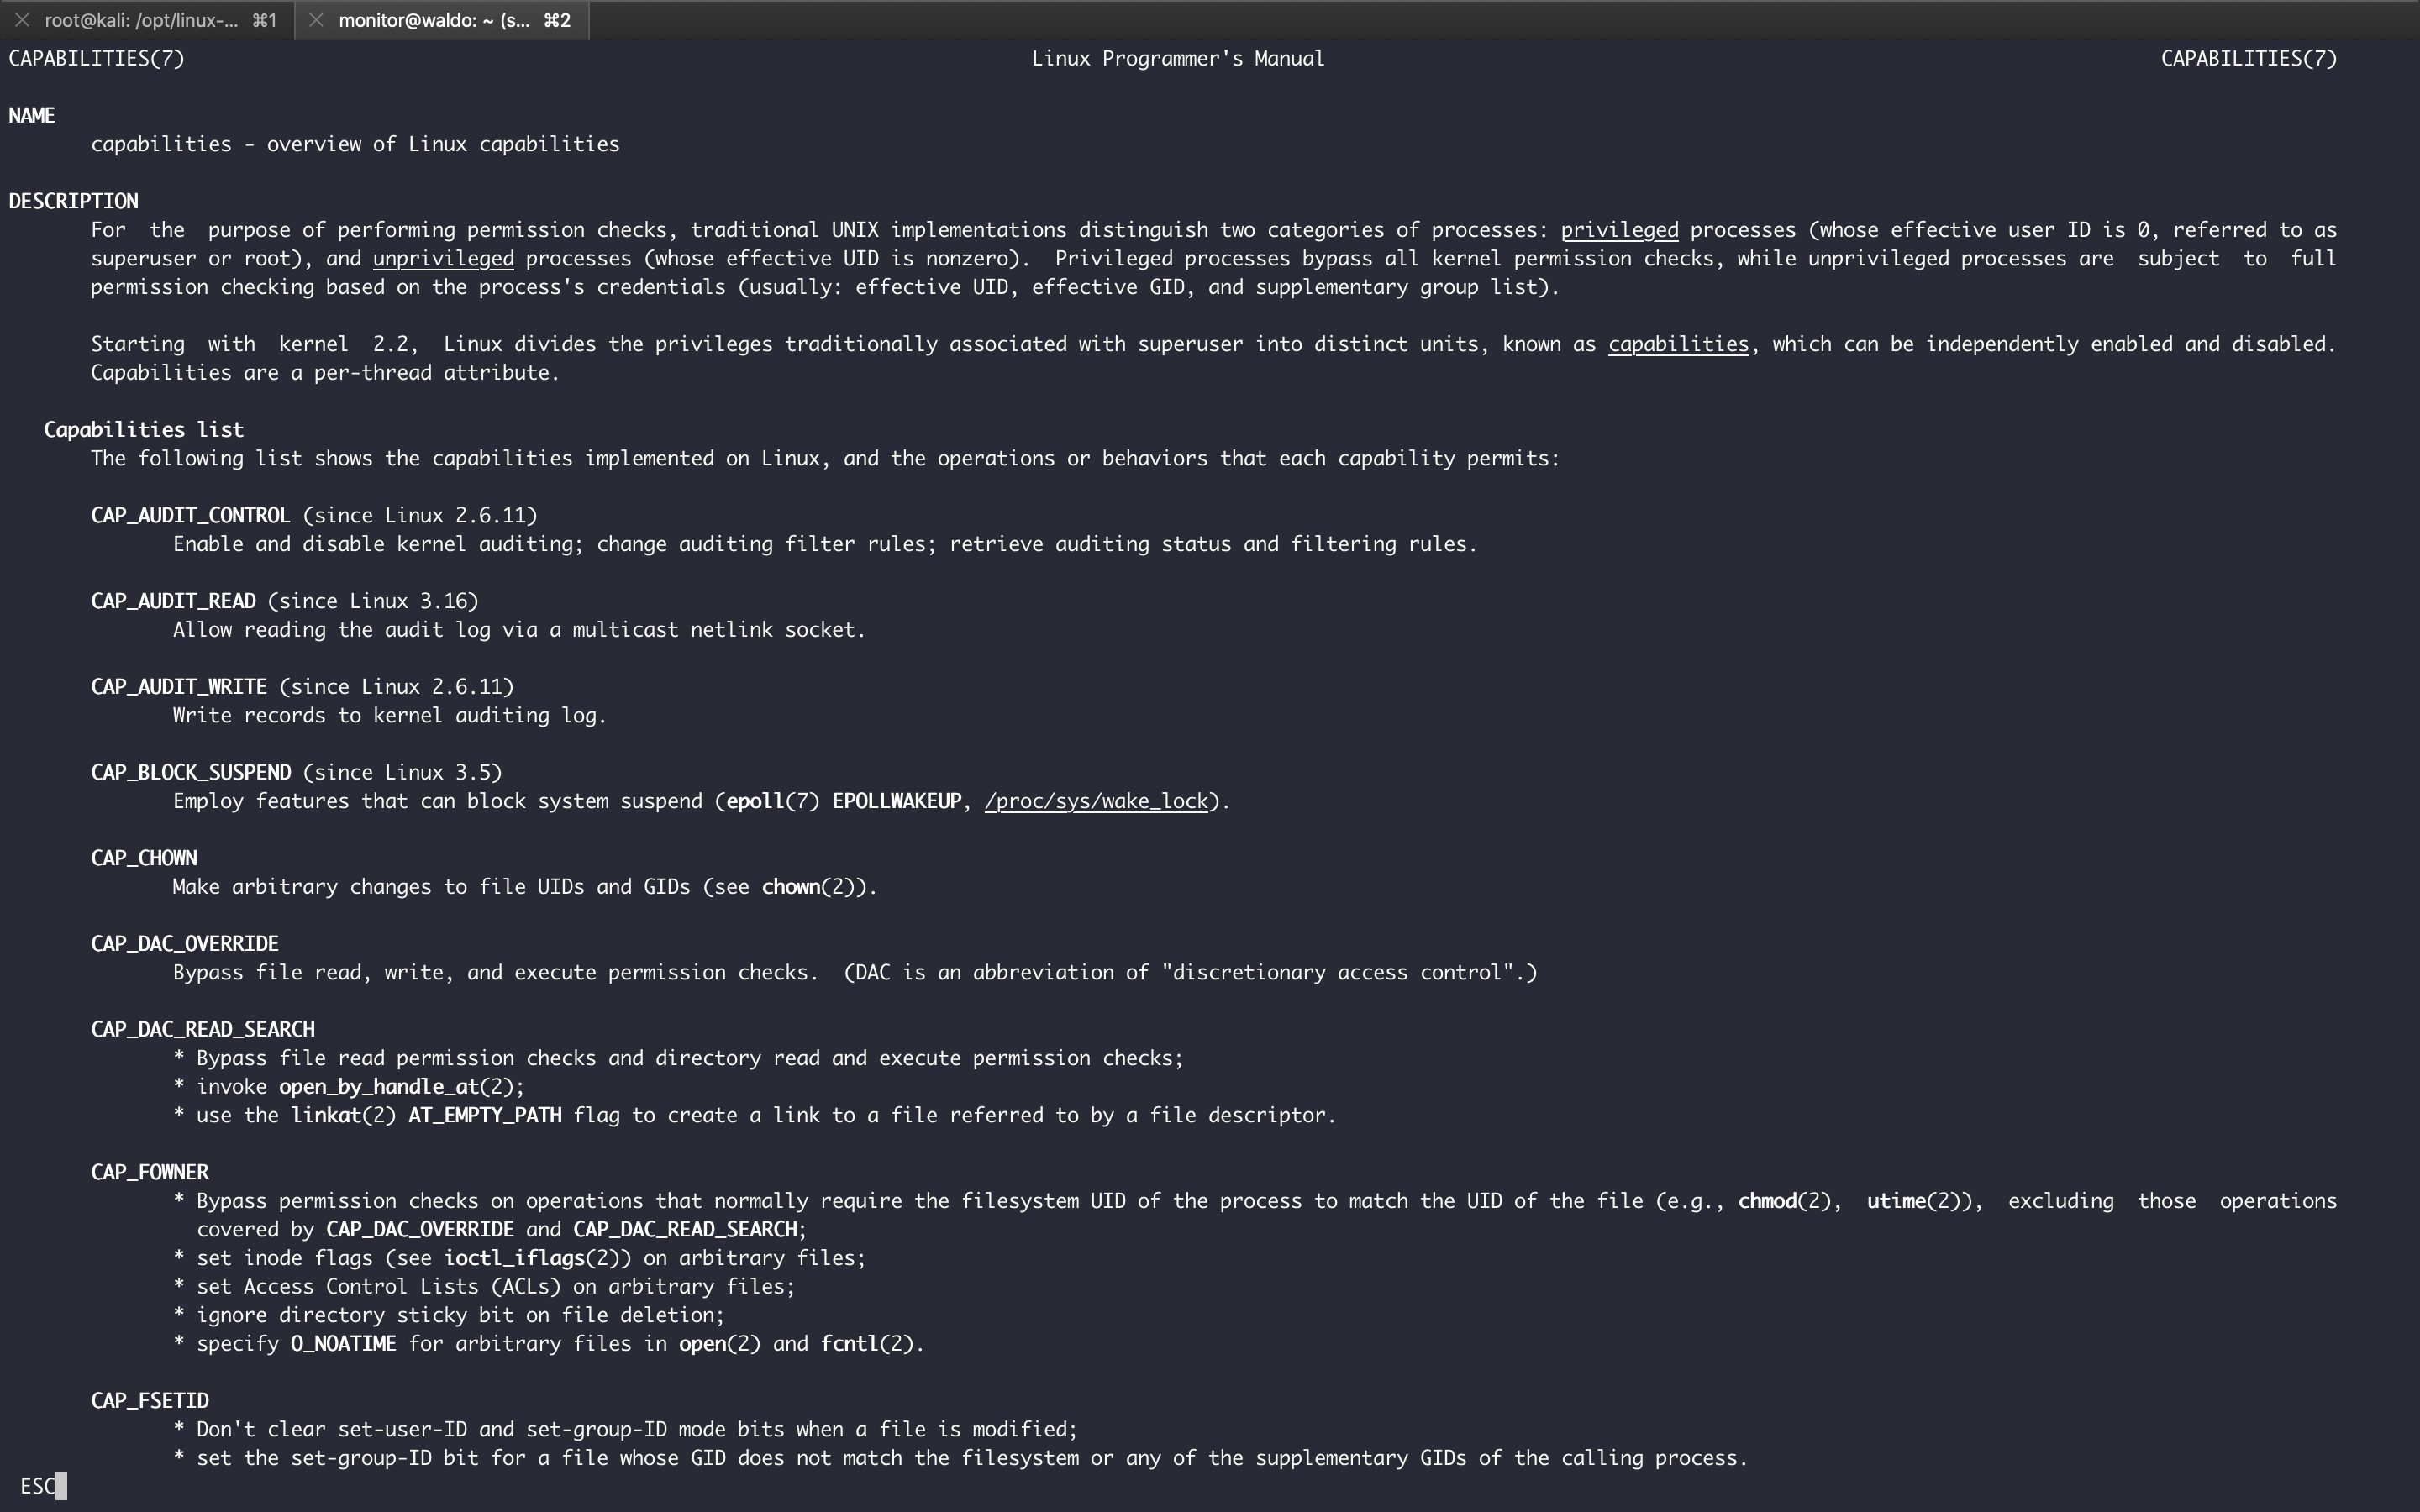 root@kali: /opt/linux-... ⌘1 monitor@waldo: ~ (s... ⌘2
CAPABILITIES(7) Linux Programmer's Manual CAPABILITIES(7)
NAME
capabilities - overview of Linux capabilities
DESCRIPTION
For the purpose of performing permission checks, traditional UNIX implementations distinguish two categories of processes: privileged processes (whose effective user ID is 0, referred to as
superuser or root), and unprivileged processes (whose effective UID is nonzero). Privileged processes bypass all kernel permission checks, while unprivileged processes are subject to full
permission checking based on the process's credentials (usually: effective UID, effective GID, and supplementary group list).
Starting with kernel 2.2, Linux divides the privileges traditionally associated with superuser into distinct units, known as capabilities, which can be independently enabled and disabled.
Capabilities are a per-thread attribute.
Capabilities list
The following list shows the capabilities implemented on Linux, and the operations or behaviors that each capability permits:
CAP_AUDIT_CONTROL (since Linux 2.6.11)
Enable and disable kernel auditing; change auditing filter rules; retrieve auditing status and filtering rules.
CAP_AUDIT_READ (since Linux 3.16)
Allow reading the audit log via a multicast netlink socket.
CAP_AUDIT_WRITE (since Linux 2.6.11)
Write records to kernel auditing log.
CAP_BLOCK_SUSPEND (since Linux 3.5)
Employ features that can block system suspend (epoll(7) EPOLLWAKEUP, /proc/sys/wake_lock).
CAP_CHOWN
Make arbitrary changes to file UIDs and GIDs (see chown(2)).
CAP_DAC_OVERRIDE
Bypass file read, write, and execute permission checks. (DAC is an abbreviation of "discretionary access control".)
CAP_DAC_READ_SEARCH
* Bypass file read permission checks and directory read and execute permission checks;
* invoke open_by_handle_at(2);
* use the linkat(2) AT_EMPTY_PATH flag to create a link to a file referred to by a file descriptor.
CAP_FOWNER
* Bypass permission checks on operations that normally require the filesystem UID of the process to match the UID of the file (e.g., chmod(2), utime(2)), excluding those operations
covered by CAP_DAC_OVERRIDE and CAP_DAC_READ_SEARCH;
* set inode flags (see ioctl_iflags(2)) on arbitrary files;
* set Access Control Lists (ACLs) on arbitrary files;
* ignore directory sticky bit on file deletion;
* specify O_NOATIME for arbitrary files in open(2) and fcntl(2).
CAP_FSETID
* Don't clear set-user-ID and set-group-ID mode bits when a file is modified;
* set the set-group-ID bit for a file whose GID does not match the filesystem or any of the supplementary GIDs of the calling process.
ESC